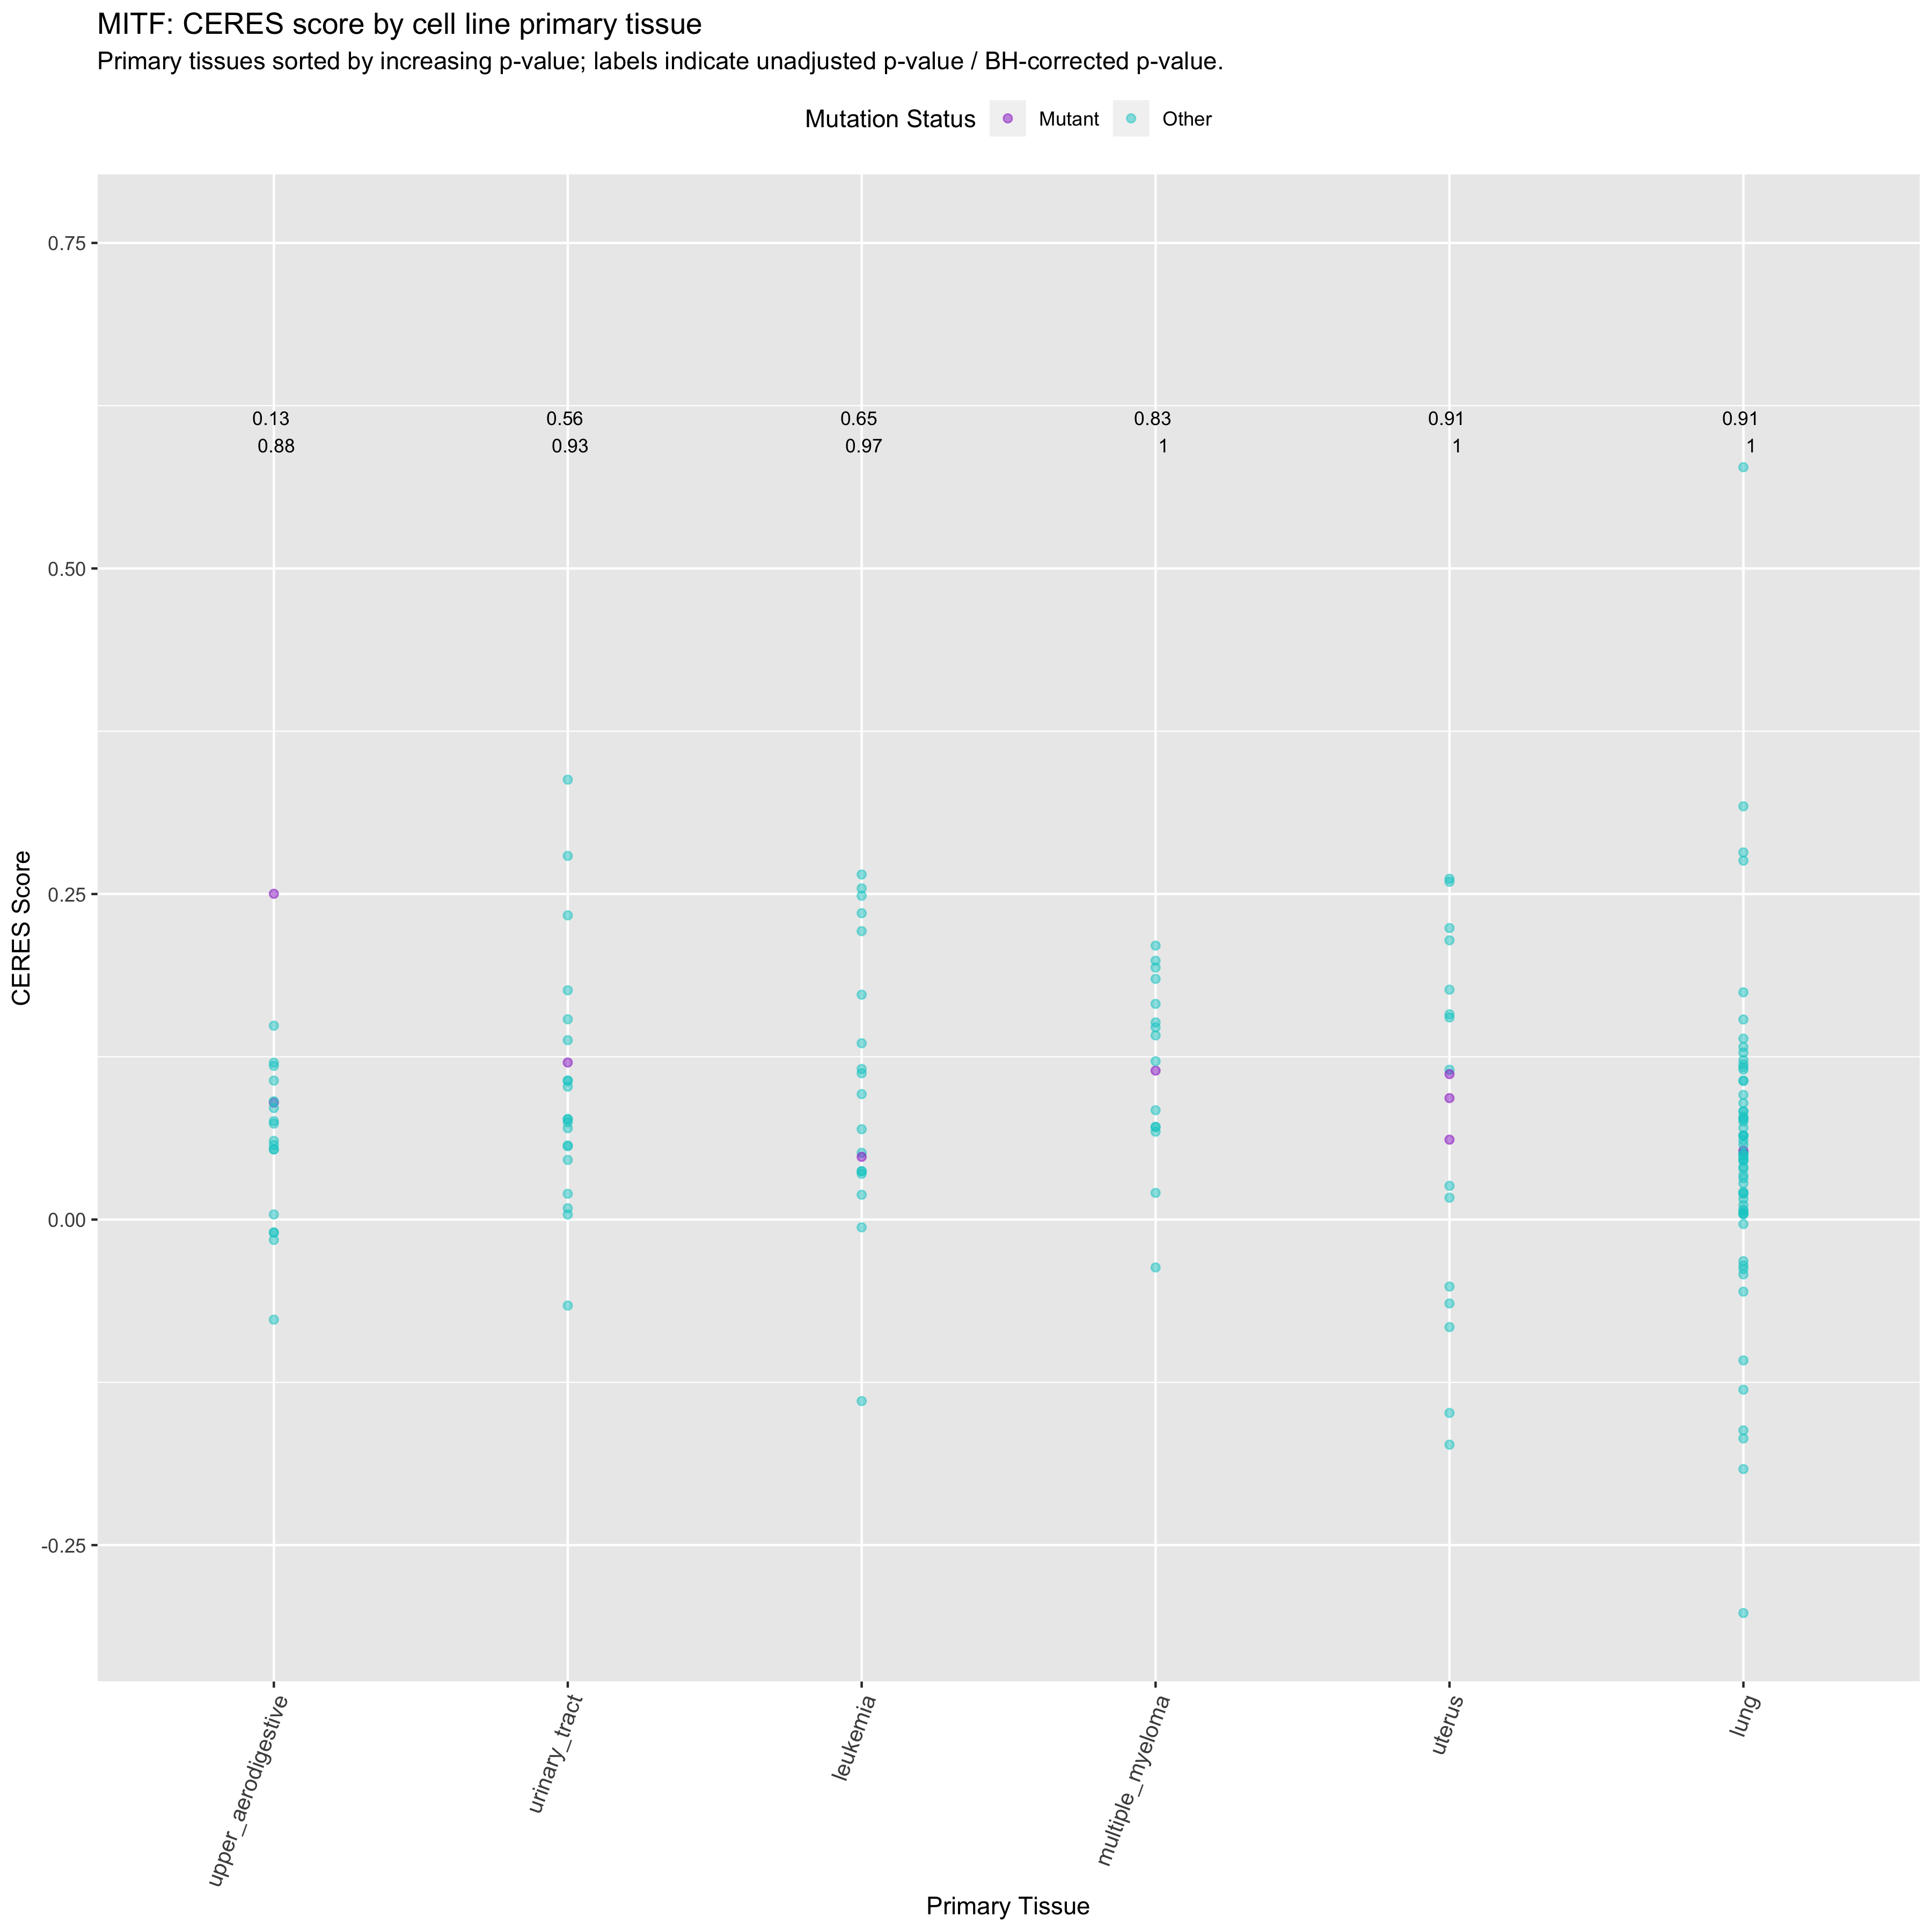 MITF: CERES score by cell line primary tissue
Primary tissues sorted by increasing p-value; labels indicate unadjusted p-value / BH-corrected p-value.
Mutation Status Mutant Other
0.75
0.13 0.56 0.65 0.83 0.91 0.91
0.88 0.93 0.97 1 1 1
0.50
0.25
CERES Score
0.00
-0.25
upper_aerodigestive urinary_tract leukemia multiple_myeloma uterus lung
Primary Tissue